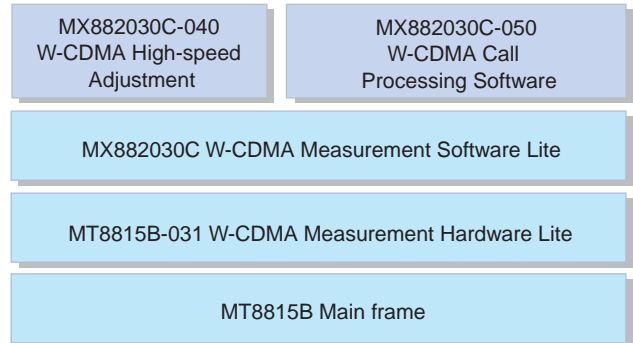 MX882030C-040
W-CDMA High-speed
Adjustment
MX882030C-050
W-CDMA Call
Processing Software
MX882030C W-CDMA Measurement Software Lite
MT8815B-031 W-CDMA Measurement Hardware Lite
MT8815B Main frame